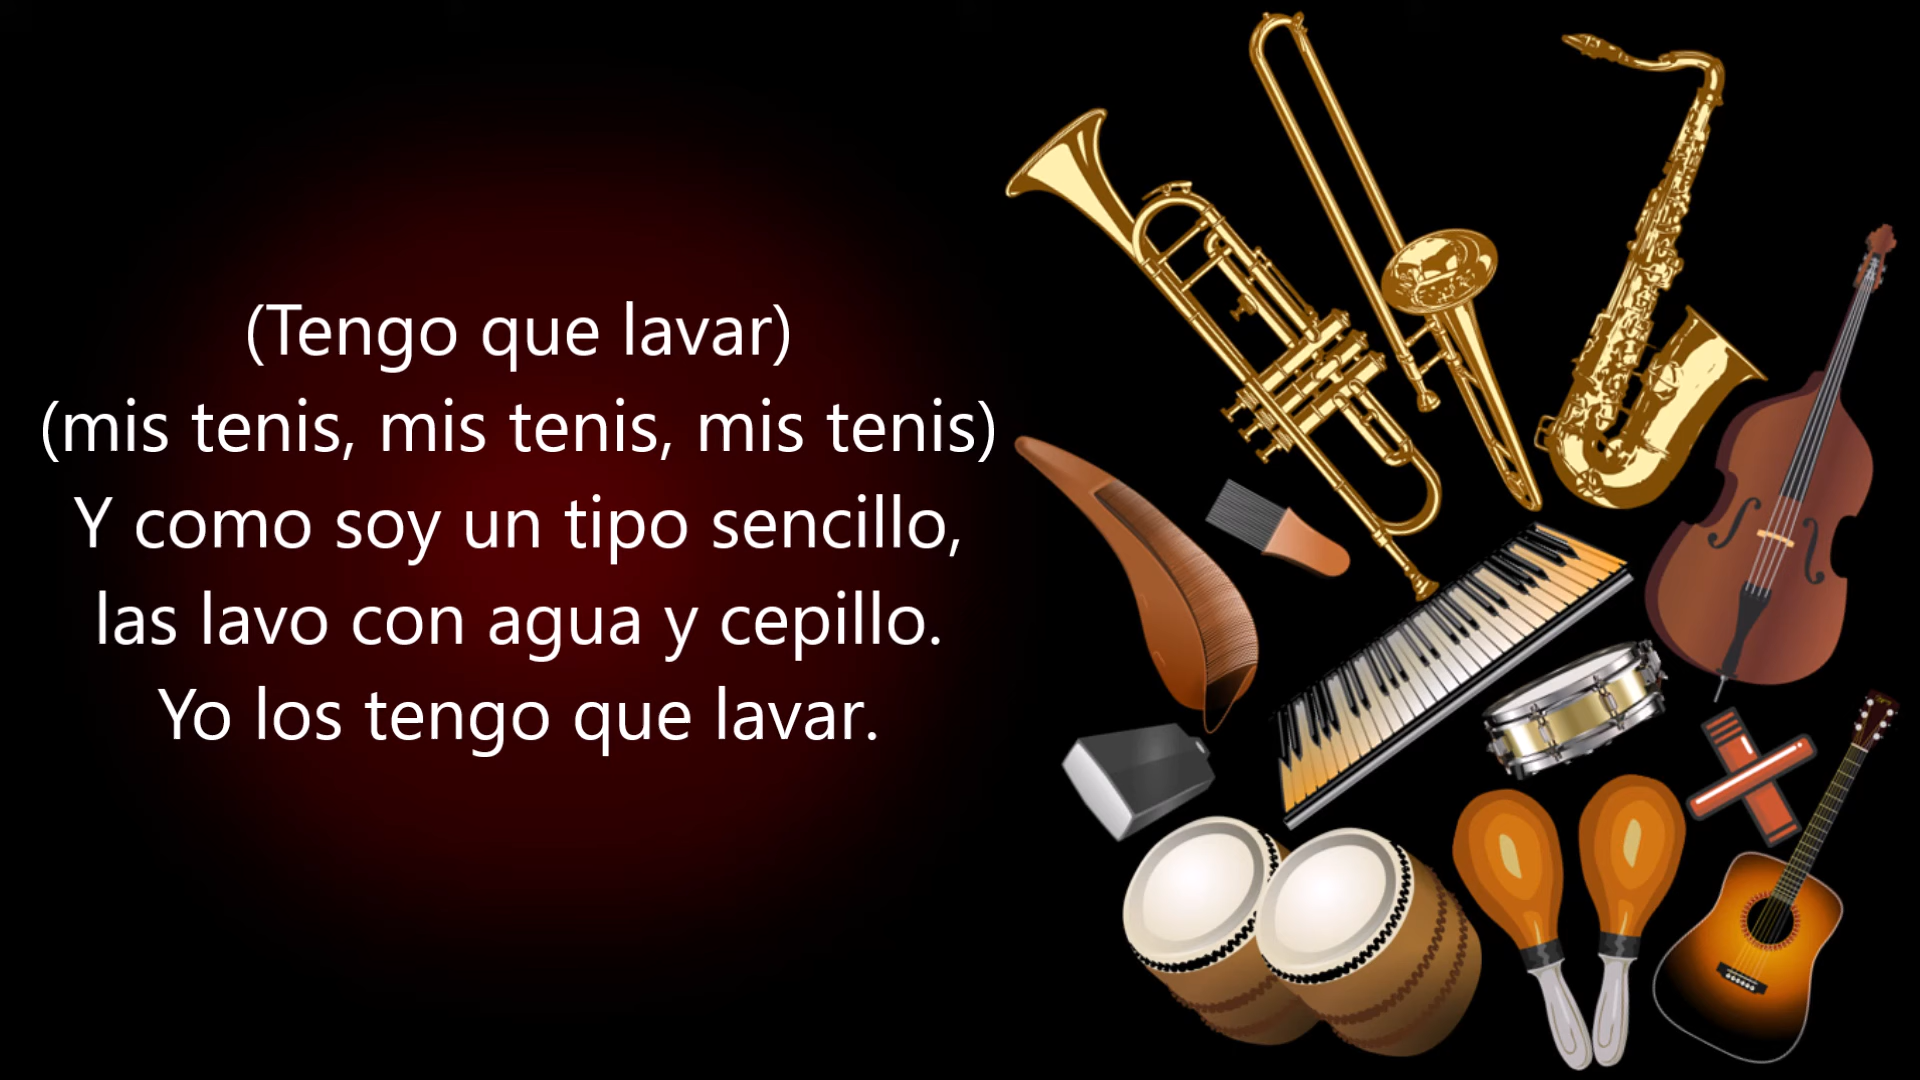 (Tengo que lavar)
(mis tenis, mis tenis, mis tenis)
Y como soy un tipo sencillo,
las lavo con agua y cepillo.
Yo los tengo que lavar.